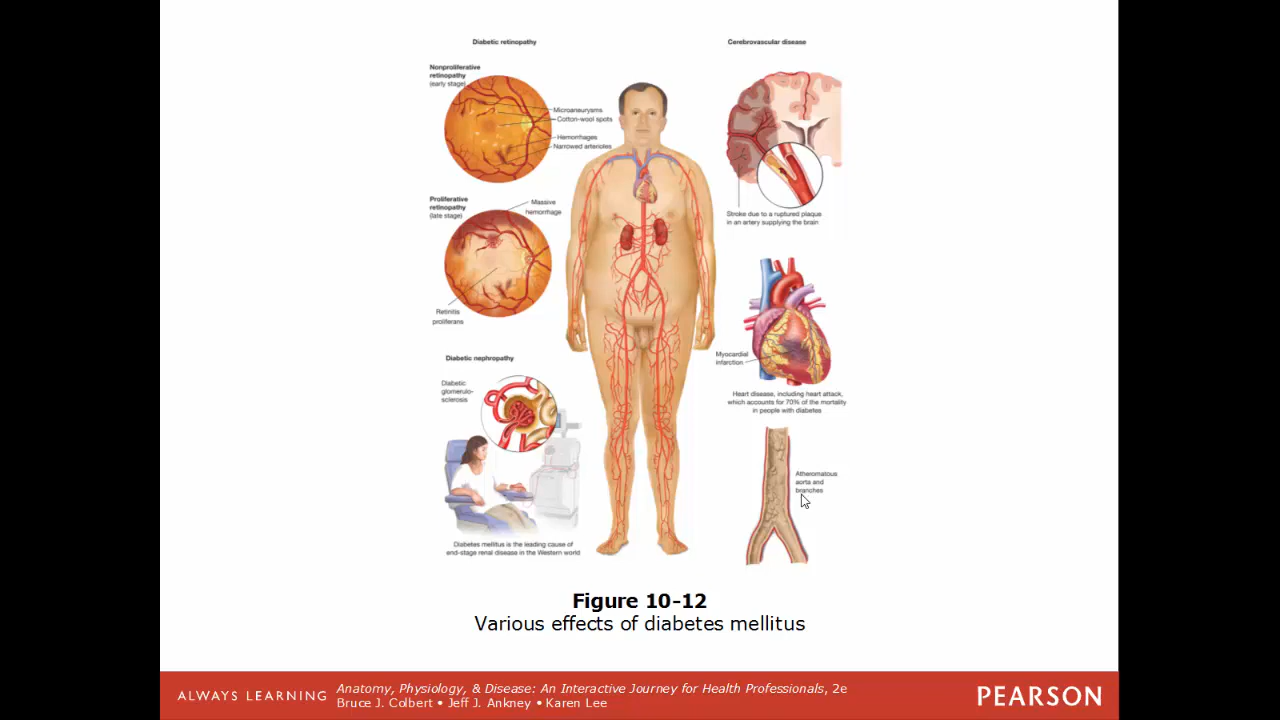 Diabetic retinopathy
Nonproliferative
retinopathy
(early stage)
Microaneurysms
Cotton-wool spots
Hemorrhages
Narrowed arterioles
Proliferative
retinopathy
(late stage)
Massive
hemorrhage
Retinitis
proliferans
Diabetic nephropathy
Diabetic
glomerulo-
sclerosis
Diabetes mellitus is the leading cause of
end-stage renal disease in the Western world
Cerebrovascular disease
Stroke due to a ruptured plaque
in an artery supplying the brain
Myocardial
infarction
Heart disease, including heart attack,
which accounts for 70% of the mortality
in people with diabetes
Atheromatous
aorta and
branches
Figure 10-12
Various effects of diabetes mellitus
ALWAYS LEARNING
Anatomy, Physiology, & Disease: An Interactive Journey for Health Professionals, 2e
Bruce J. Colbert • Jeff J. Ankney • Karen Lee
PEARSON